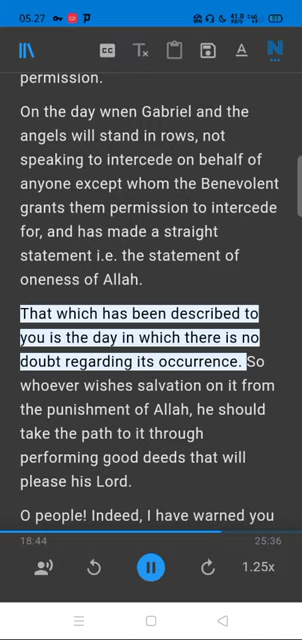 05.27
permission.
On the day wnen Gabriel and the
angels will stand in rows, not
speaking to intercede on behalf of
anyone except whom the Benevolent
grants them permission to intercede
for, and has made a straight
statement i.e. the statement of
oneness of Allah.
That which has been described to
you is the day in which there is no
doubt regarding its occurrence. So
whoever wishes salvation on it from
the punishment of Allah, he should
take the path to it through
performing good deeds that will
please his Lord.
O people! Indeed, I have warned you
18:44 25:36
1.25x